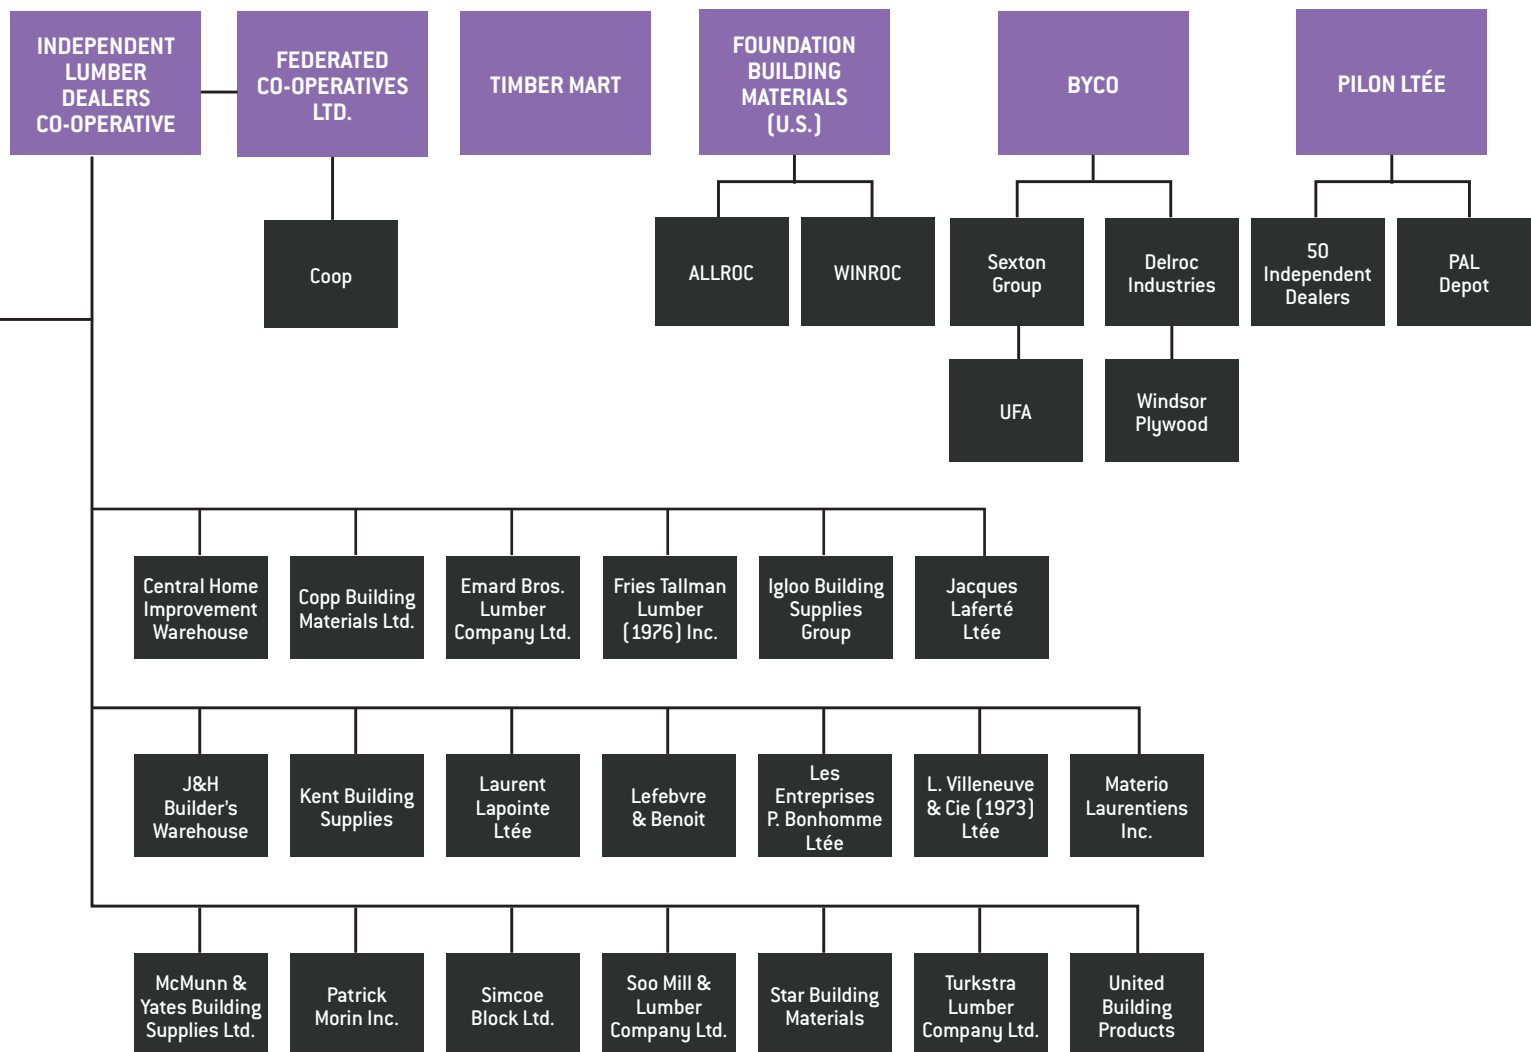 INDEPENDENT
LUMBER
DEALERS
CO-OPERATIVE
FEDERATED
CO-OPERATIVES
LTD.
TIMBER MART
FOUNDATION
BUILDING
MATERIALS
(U.S.)
BYCO
PILON LTÉE
Coop
ALLROC
WINROC
Sexton
Group
Delroc
Industries
50
Independent
Dealers
PAL
Depot
UFA
Windsor
Plywood
Central Home
Improvement
Warehouse
Copp Building
Materials Ltd.
Emard Bros.
Lumber
Company Ltd.
Fries Tallman
Lumber
(1976) Inc.
Igloo Building
Supplies
Group
Jacques
Laferté
Ltée
J&H
Builder's
Warehouse
Kent Building
Supplies
Laurent
Lapointe
Ltée
Lefebvre
& Benoit
Les
Entreprises
P. Bonhomme
Ltée
L. Villeneuve
& Cie (1973)
Ltée
Materio
Laurentiens
Inc.
McMunn &
Yates Building
Supplies Ltd.
Patrick
Morin Inc.
Simcoe
Block Ltd.
Soo Mill &
Lumber
Company Ltd.
Star Building
Materials
Turkstra
Lumber
Company Ltd.
United
Building
Products